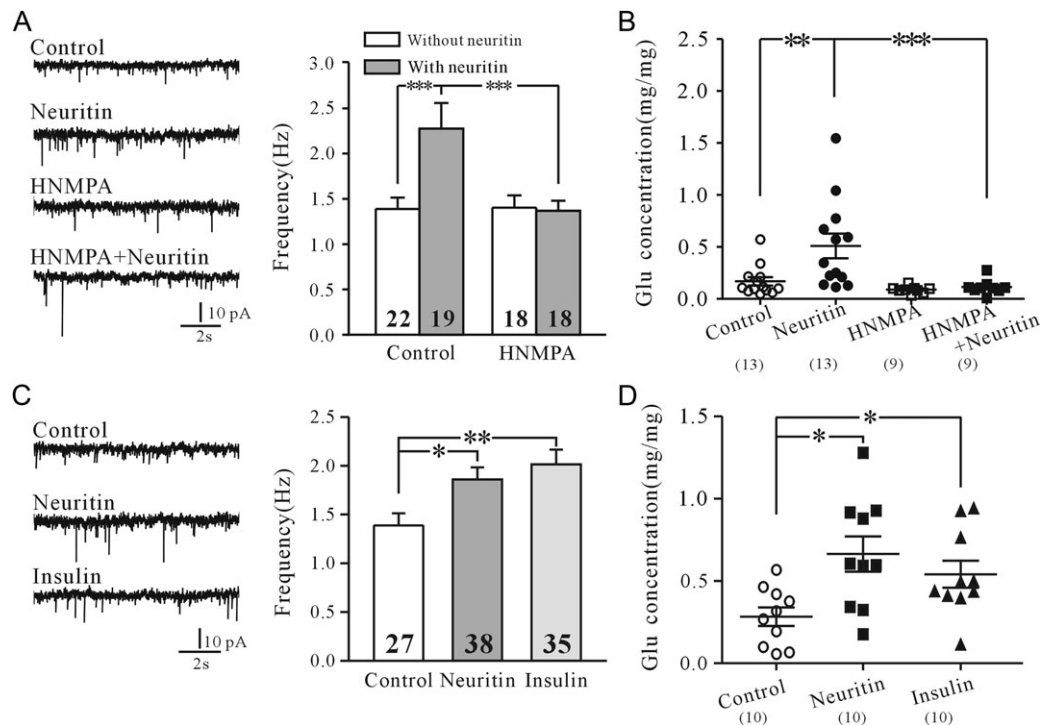 A
Control
Neuritin
HNMPA
HNMPA+Neuritin
10 pA
2s
Without neuritin
With neuritin
Frequency(Hz)
3.0
2.5
2.0
1.5
1.0
0.5
0.0
***
***
22
19
18
18
Control
HNMPA
B
Glu concentration(mg/mg)
2.5
2.0
1.5
1.0
0.5
0.0
**
***
Control
Neuritin
HNMPA
HNMPA
+Neuritin
(13)
(13)
(9)
(9)
C
Control
Neuritin
Insulin
10 pA
2s
Frequency(Hz)
2.5
2.0
1.5
1.0
0.5
0.0
**
*
27
38
35
Control
Neuritin
Insulin
D
Glu concentration(mg/mg)
1.5
1.0
0.5
0.0
*
*
Control
Neuritin
Insulin
(10)
(10)
(10)